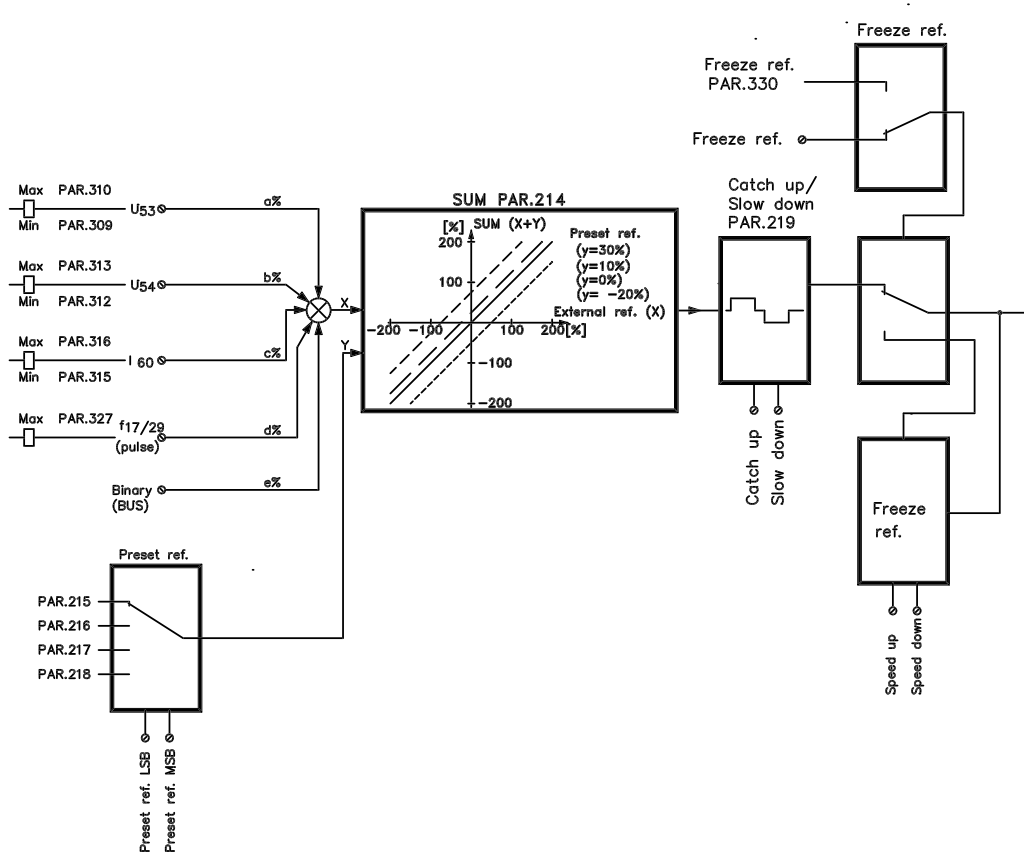 Freeze ref.
Freeze ref.
PAR.330
Freeze ref.
Max PAR.310
Min PAR.309
U53
a%
Max PAR.313
Min PAR.312
U54
b%
Max PAR.316
Min PAR.315
I 60
c%
Max PAR.327
f17/29
(pulse)
d%
Binary
(BUS)
e%
X
Y
SUM PAR.214
[%] SUM (X+Y)
200
100
-200 -100
100 200[%]
-100
-200
Preset ref.
(y=30%)
(y=10%)
(y=0%)
(y= -20%)
External ref. (X)
Catch up/
Slow down
PAR.219
Catch up
Slow down
Freeze
ref.
Speed up
Speed down
Preset ref.
PAR.215
PAR.216
PAR.217
PAR.218
Preset ref. LSB
Preset ref. MSB